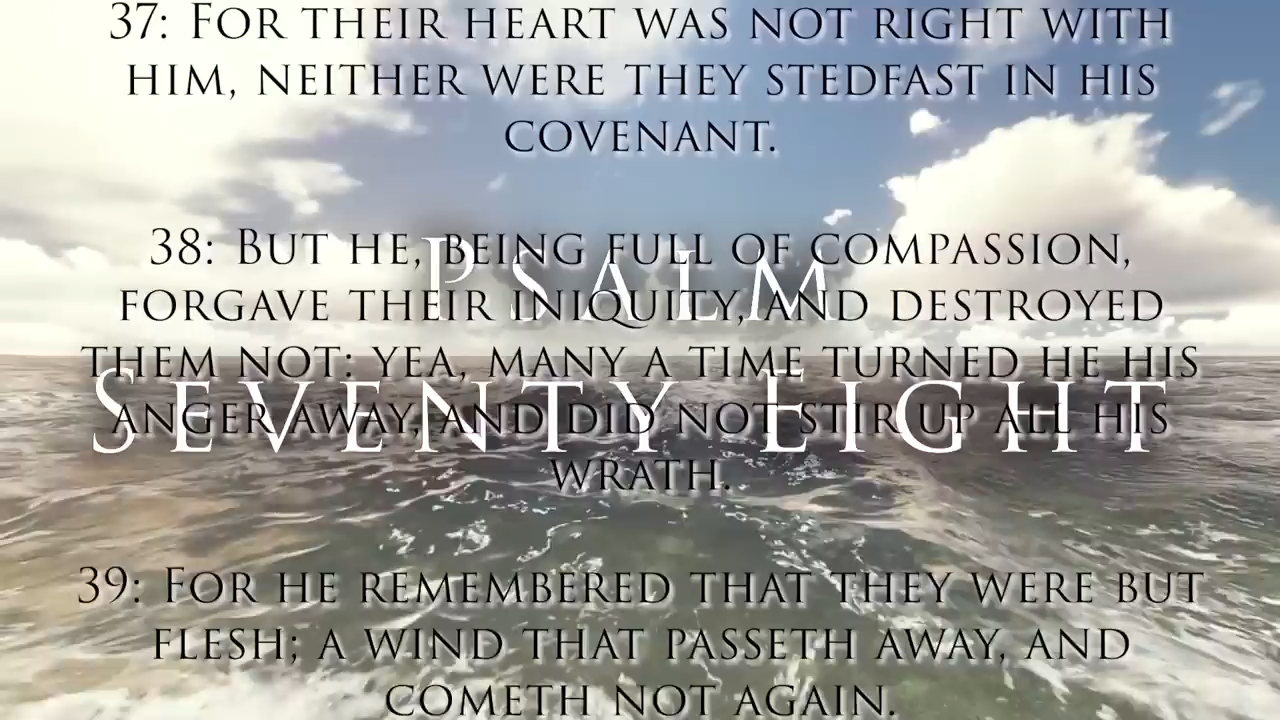 37: For their heart was not right with
him, neither were they stedfast in his
covenant.
38: But he, being full of compassion,
forgave their iniquity, and destroyed
them not: yea, many a time turned he his
anger away, and did not stir up all his
wrath.
39: For he remembered that they were but
flesh; a wind that passeth away, and
cometh not again.
Psalm
Seventy Eight